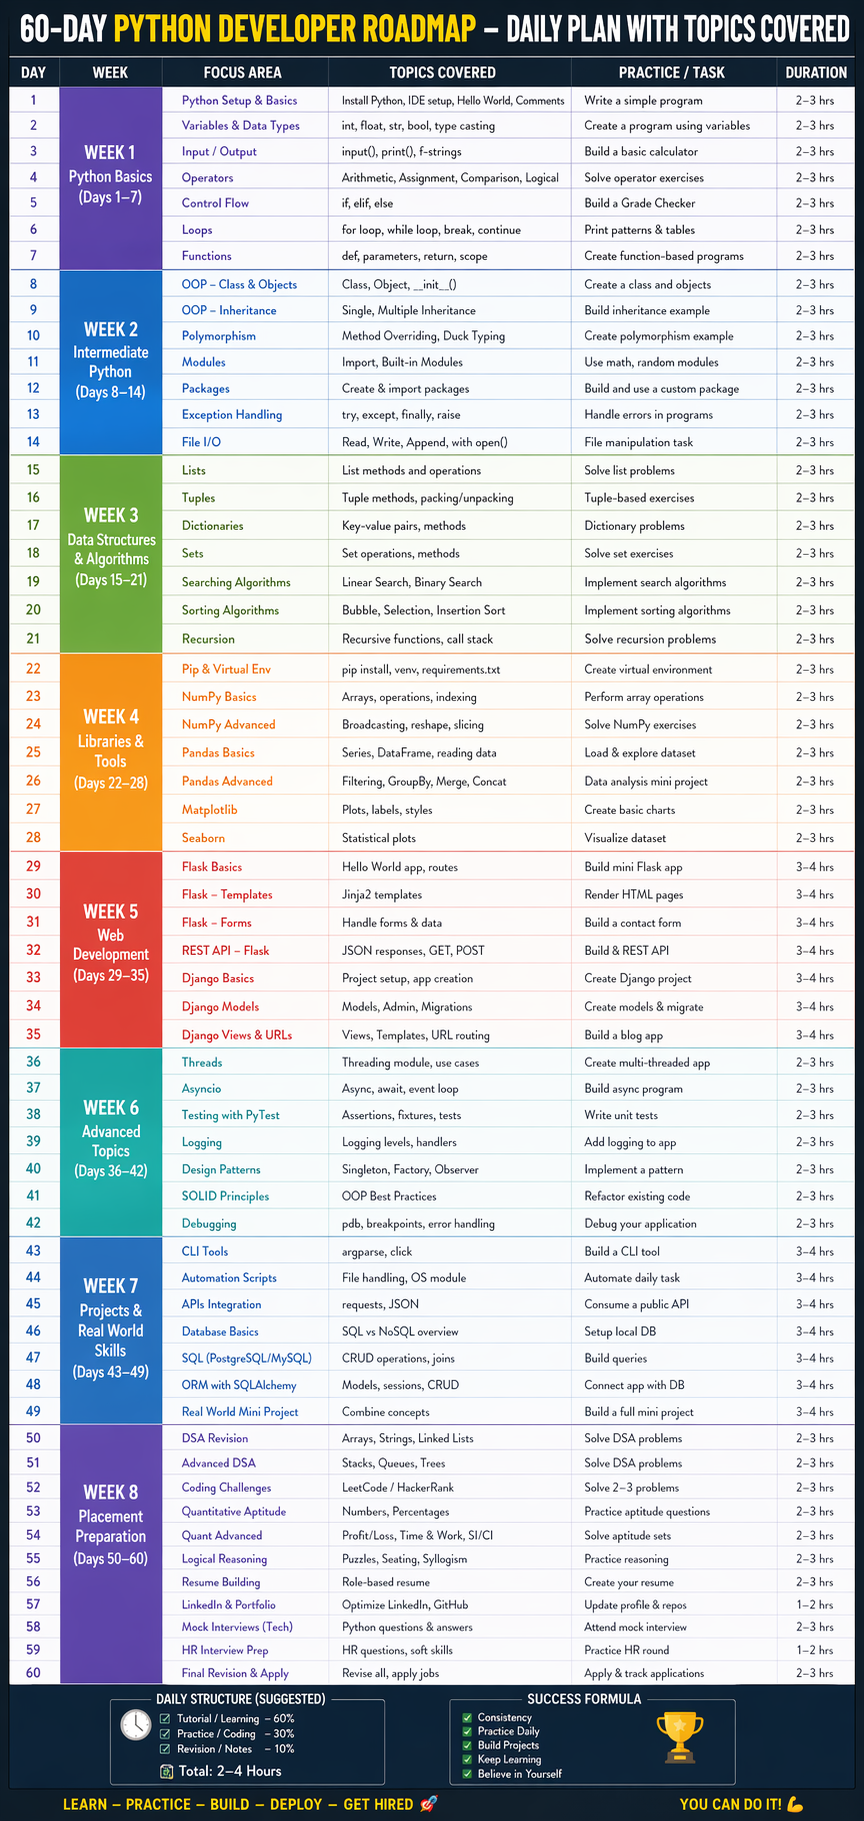 60-DAY PYTHON DEVELOPER ROADMAP – DAILY PLAN WITH TOPICS COVERED
DAY WEEK FOCUS AREA TOPICS COVERED PRACTICE / TASK DURATION
WEEK 1
Python Basics
(Days 1–7)
1 Python Setup & Basics Install Python, IDE setup, Hello World, Comments Write a simple program 2–3 hrs
2 Variables & Data Types int, float, str, bool, type casting Create a program using variables 2–3 hrs
3 Input / Output input(), print(), f-strings Build a basic calculator 2–3 hrs
4 Operators Arithmetic, Assignment, Comparison, Logical Solve operator exercises 2–3 hrs
5 Control Flow if, elif, else Build a Grade Checker 2–3 hrs
6 Loops for loop, while loop, break, continue Print patterns & tables 2–3 hrs
7 Functions def, parameters, return, scope Create function-based programs 2–3 hrs
WEEK 2
Intermediate
Python
(Days 8–14)
8 OOP – Class & Objects Class, Object, __init__() Create a class and objects 2–3 hrs
9 OOP – Inheritance Single, Multiple Inheritance Build inheritance example 2–3 hrs
10 Polymorphism Method Overriding, Duck Typing Create polymorphism example 2–3 hrs
11 Modules Import, Built-in Modules Use math, random modules 2–3 hrs
12 Packages Create & import packages Build and use a custom package 2–3 hrs
13 Exception Handling try, except, finally, raise Handle errors in programs 2–3 hrs
14 File I/O Read, Write, Append, with open() File manipulation task 2–3 hrs
WEEK 3
Data Structures
& Algorithms
(Days 15–21)
15 Lists List methods and operations Solve list problems 2–3 hrs
16 Tuples Tuple methods, packing/unpacking Tuple-based exercises 2–3 hrs
17 Dictionaries Key-value pairs, methods Dictionary problems 2–3 hrs
18 Sets Set operations, methods Solve set exercises 2–3 hrs
19 Searching Algorithms Linear Search, Binary Search Implement search algorithms 2–3 hrs
20 Sorting Algorithms Bubble, Selection, Insertion Sort Implement sorting algorithms 2–3 hrs
21 Recursion Recursive functions, call stack Solve recursion problems 2–3 hrs
WEEK 4
Libraries &
Tools
(Days 22–28)
22 Pip & Virtual Env pip install, venv, requirements.txt Create virtual environment 2–3 hrs
23 NumPy Basics Arrays, operations, indexing Perform array operations 2–3 hrs
24 NumPy Advanced Broadcasting, reshape, slicing Solve NumPy exercises 2–3 hrs
25 Pandas Basics Series, DataFrame, reading data Load & explore dataset 2–3 hrs
26 Pandas Advanced Filtering, GroupBy, Merge, Concat Data analysis mini project 2–3 hrs
27 Matplotlib Plots, labels, styles Create basic charts 2–3 hrs
28 Seaborn Statistical plots Visualize dataset 2–3 hrs
WEEK 5
Web
Development
(Days 29–35)
29 Flask Basics Hello World app, routes Build mini Flask app 3–4 hrs
30 Flask – Templates Jinja2 templates Render HTML pages 3–4 hrs
31 Flask – Forms Handle forms & data Build a contact form 3–4 hrs
32 REST API – Flask JSON responses, GET, POST Build & REST API 3–4 hrs
33 Django Basics Project setup, app creation Create Django project 3–4 hrs
34 Django Models Models, Admin, Migrations Create models & migrate 3–4 hrs
35 Django Views & URLs Views, Templates, URL routing Build a blog app 3–4 hrs
WEEK 6
Advanced
Topics
(Days 36–42)
36 Threads Threading module, use cases Create multi-threaded app 2–3 hrs
37 Asyncio Async, await, event loop Build async program 2–3 hrs
38 Testing with PyTest Assertions, fixtures, tests Write unit tests 2–3 hrs
39 Logging Logging levels, handlers Add logging to app 2–3 hrs
40 Design Patterns Singleton, Factory, Observer Implement a pattern 2–3 hrs
41 SOLID Principles OOP Best Practices Refactor existing code 2–3 hrs
42 Debugging pdb, breakpoints, error handling Debug your application 2–3 hrs
WEEK 7
Projects &
Real World
Skills
(Days 43–49)
43 CLI Tools argparse, click Build a CLI tool 3–4 hrs
44 Automation Scripts File handling, OS module Automate daily task 3–4 hrs
45 APIs Integration requests, JSON Consume a public API 3–4 hrs
46 Database Basics SQL vs NoSQL overview Setup local DB 3–4 hrs
47 SQL (PostgreSQL/MySQL) CRUD operations, joins Build queries 3–4 hrs
48 ORM with SQLAlchemy Models, sessions, CRUD Connect app with DB 3–4 hrs
49 Real World Mini Project Combine concepts Build a full mini project 3–4 hrs
WEEK 8
Placement
Preparation
(Days 50–60)
50 DSA Revision Arrays, Strings, Linked Lists Solve DSA problems 2–3 hrs
51 Advanced DSA Stacks, Queues, Trees Solve DSA problems 2–3 hrs
52 Coding Challenges LeetCode / HackerRank Solve 2–3 problems 2–3 hrs
53 Quantitative Aptitude Numbers, Percentages Practice aptitude questions 2–3 hrs
54 Quant Advanced Profit/Loss, Time & Work, SI/CI Solve aptitude sets 2–3 hrs
55 Logical Reasoning Puzzles, Seating, Syllogism Practice reasoning 2–3 hrs
56 Resume Building Role-based resume Create your resume 2–3 hrs
57 LinkedIn & Portfolio Optimize LinkedIn, GitHub Update profile & repos 1–2 hrs
58 Mock Interviews (Tech) Python questions & answers Attend mock interview 2–3 hrs
59 HR Interview Prep HR questions, soft skills Practice HR round 1–2 hrs
60 Final Revision & Apply Revise all, apply jobs Apply & track applications 2–3 hrs
DAILY STRUCTURE (SUGGESTED)
Tutorial / Learning – 60%
Practice / Coding – 30%
Revision / Notes – 10%
Total: 2–4 Hours
SUCCESS FORMULA
Consistency
Practice Daily
Build Projects
Keep Learning
Believe in Yourself
LEARN – PRACTICE – BUILD – DEPLOY – GET HIRED 🚀
YOU CAN DO IT! 💪